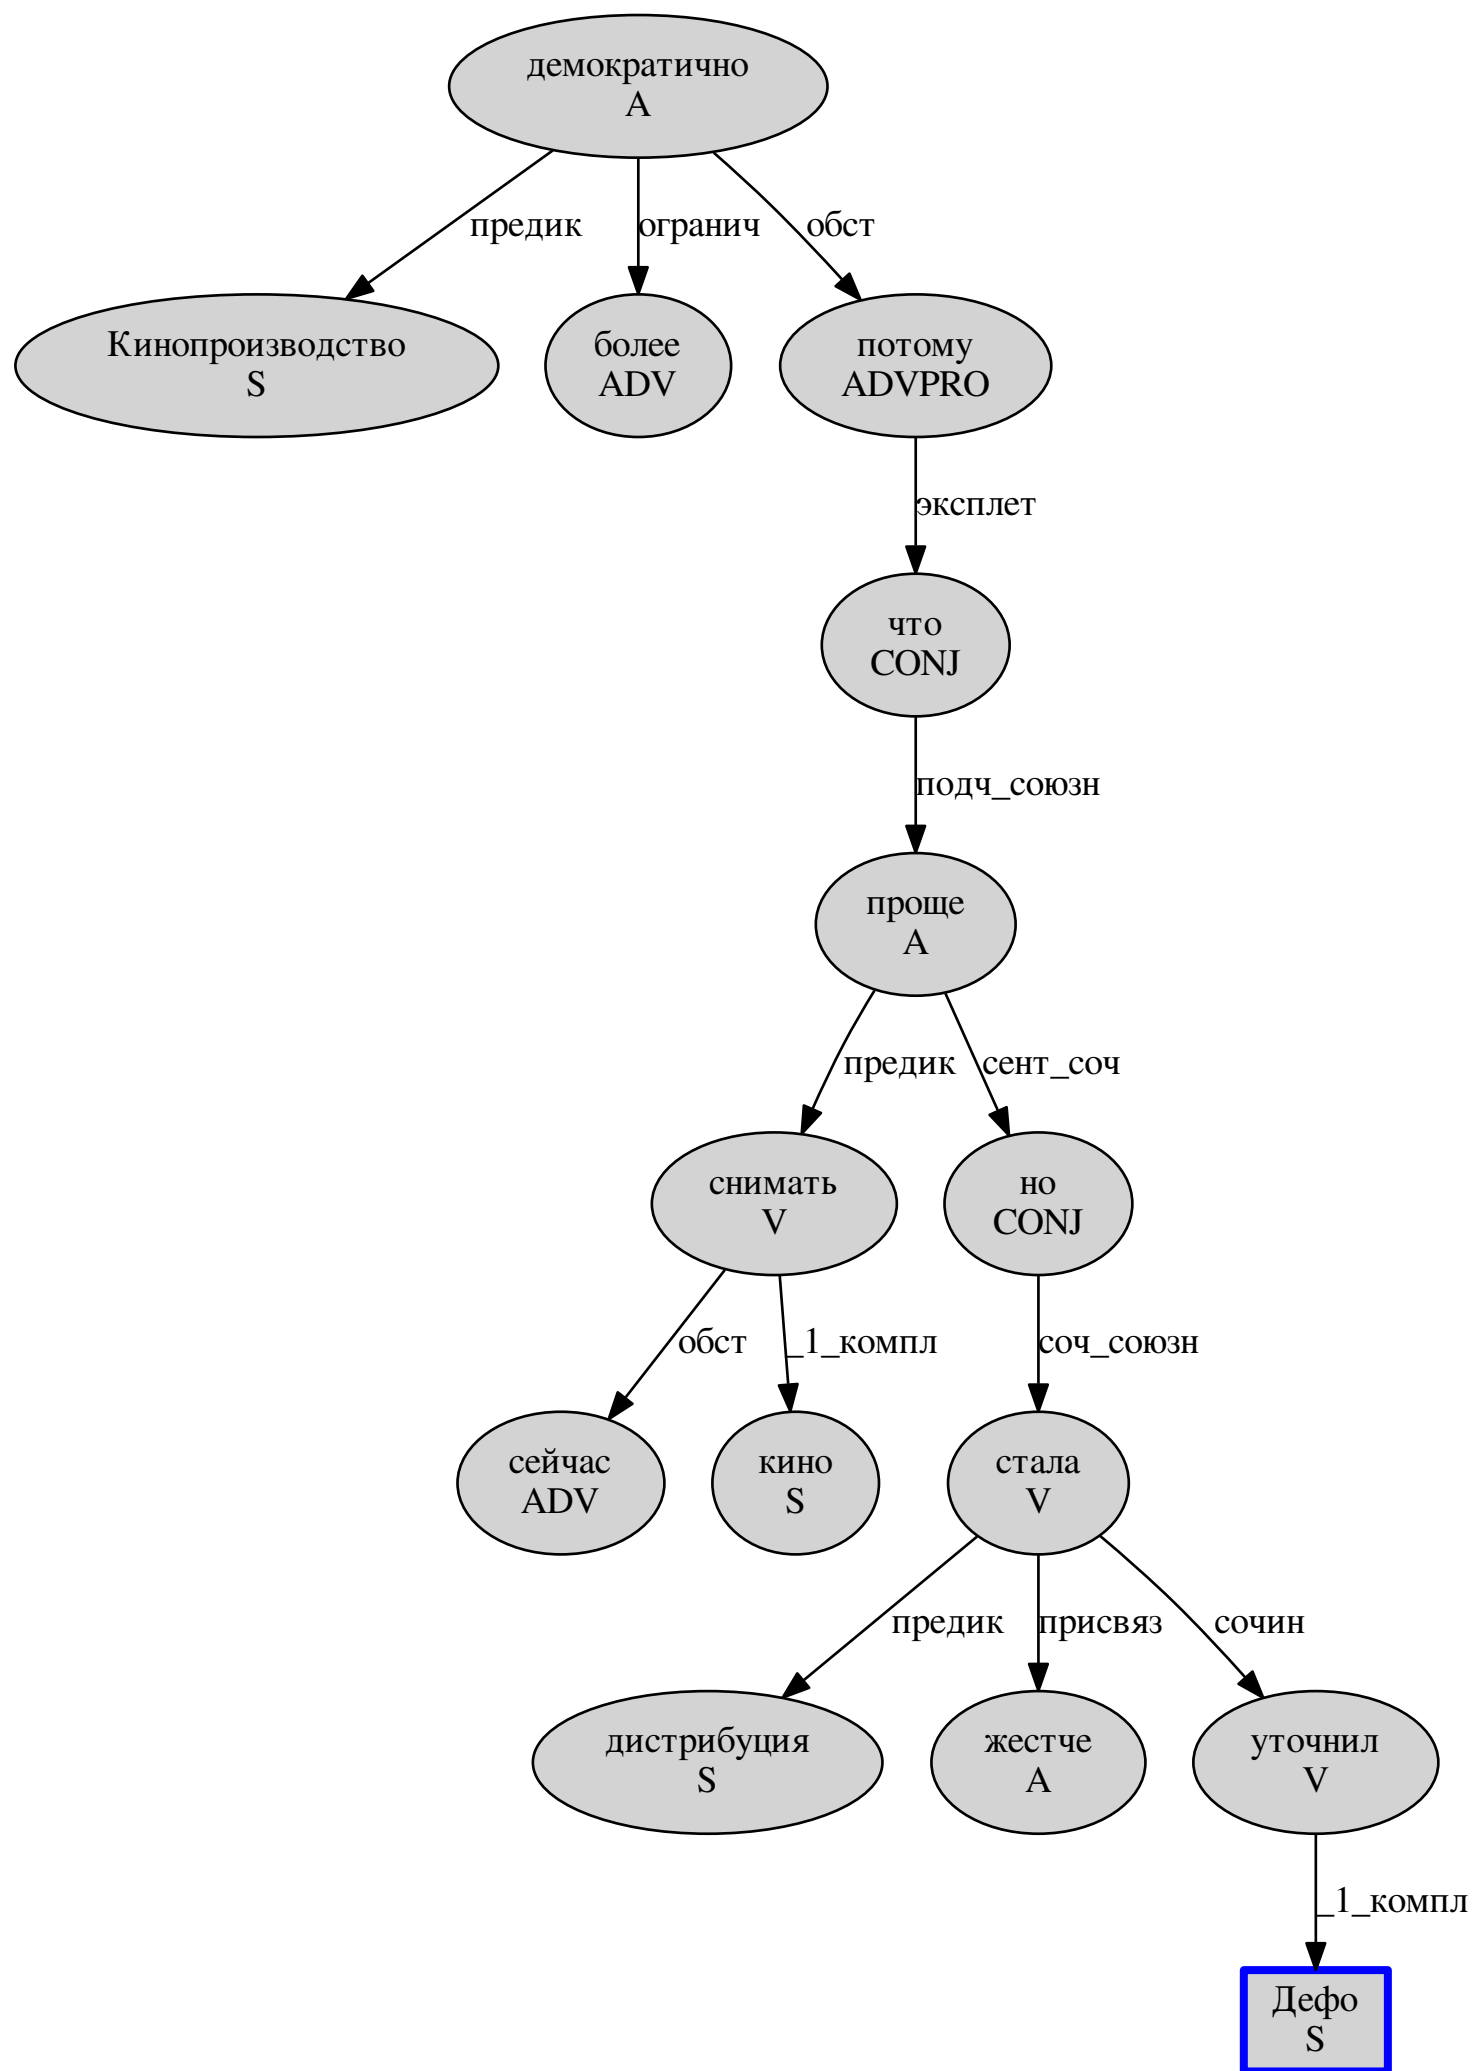 демократично
A
предик
огранич
обст
Кинопроизводство
S
более
ADV
потому
ADVPRO
эксплет
что
CONJ
подч_союзн
проще
A
предик
сент_соч
снимать
V
но
CONJ
обст
_1_компл
соч_союзн
сейчас
ADV
кино
S
стала
V
предик
присвяз
сочин
дистрибуция
S
жестче
A
уточнил
V
_1_компл
Дефо
S